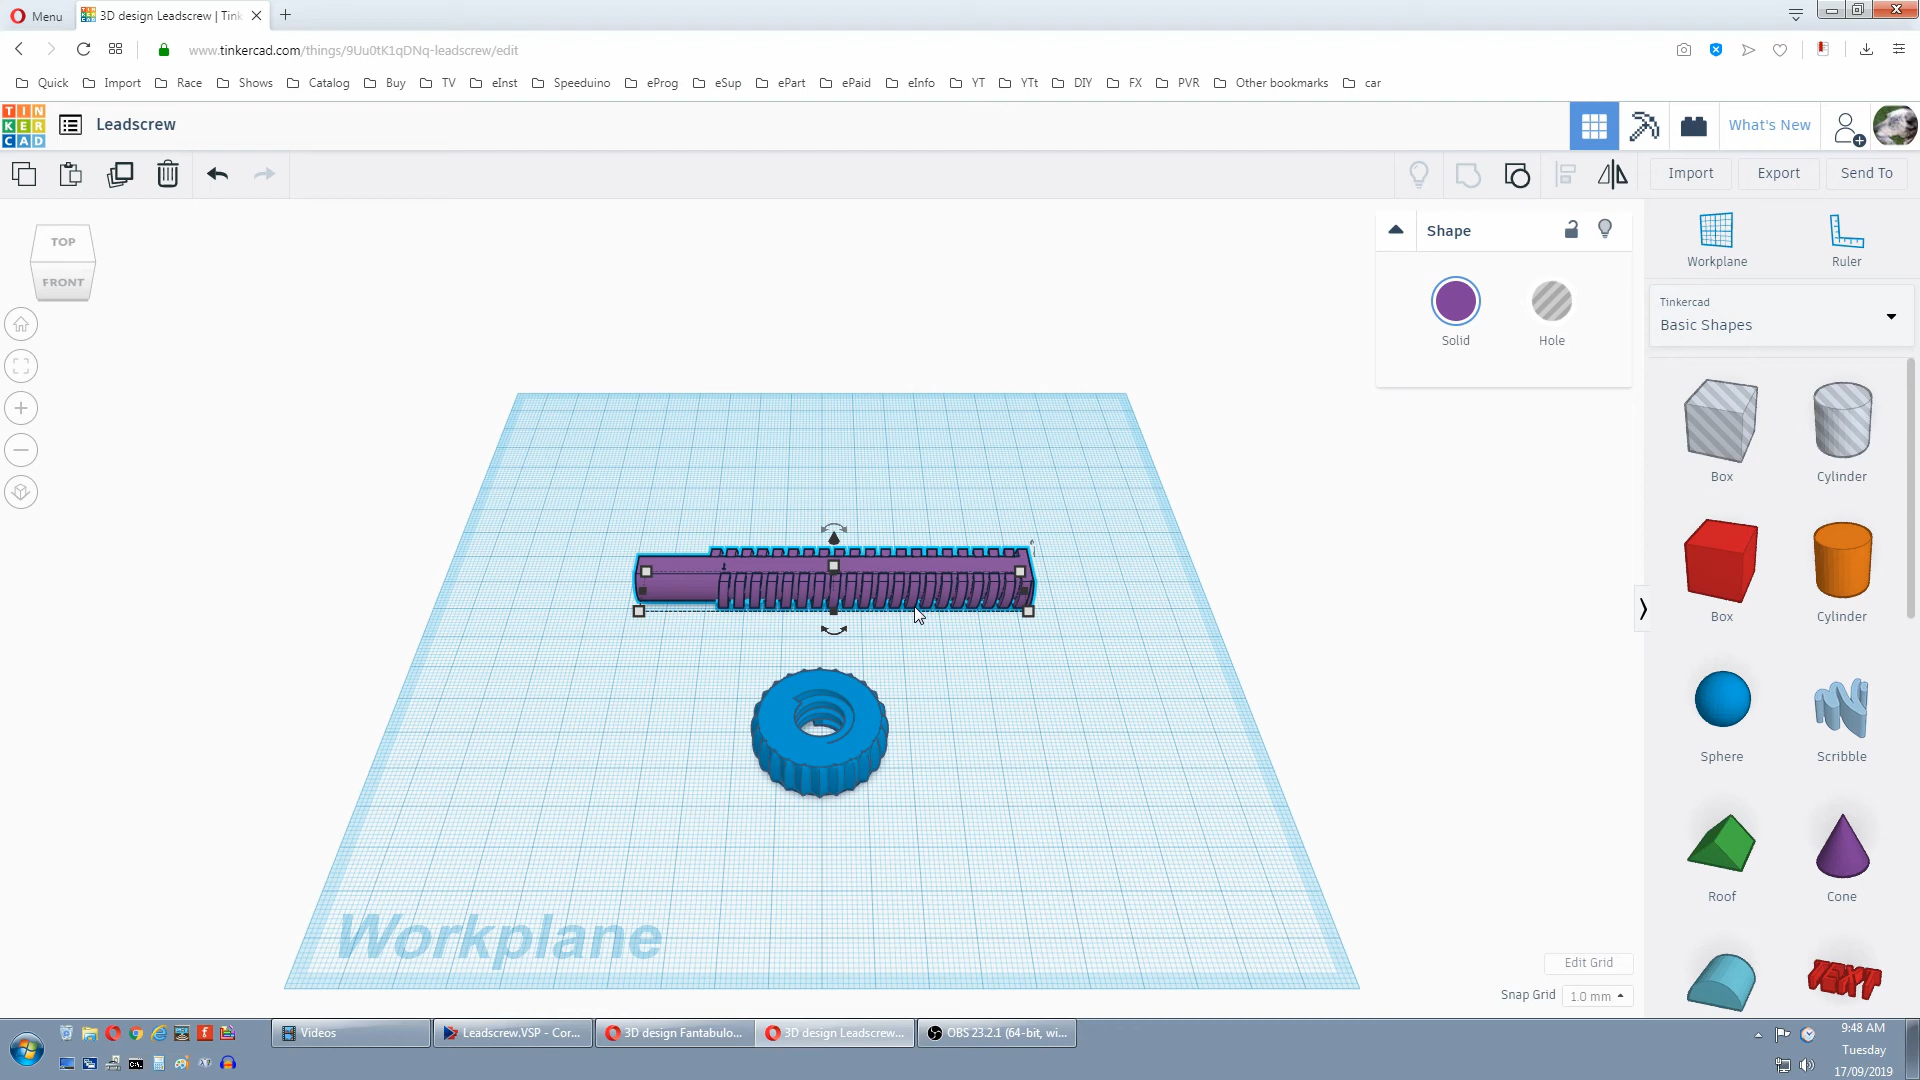 Menu
3D design Leadscrew | Tink
www.tinkercad.com/things/9Uu0tK1qDNq-leadscrew/edit
Quick Import Race Shows Catalog Buy TV eInst Speeduino eProg eSup ePart ePaid eInfo YT YTt DIY FX PVR Other bookmarks car
TIN
KER
CAD
Leadscrew
What's New
Import Export Send To
TOP
FRONT
Shape
Solid Hole
Workplane Ruler
Tinkercad
Basic Shapes
Box Cylinder
Box Cylinder
Sphere Scribble
Roof Cone
TEXT
Workplane
Edit Grid
Snap Grid 1.0 mm
Videos
Leadscrew.VSP - Cor...
3D design Fantabulo...
3D design Leadscrew...
OBS 23.2.1 (64-bit, wi...
9:48 AM
Tuesday
17/09/2019